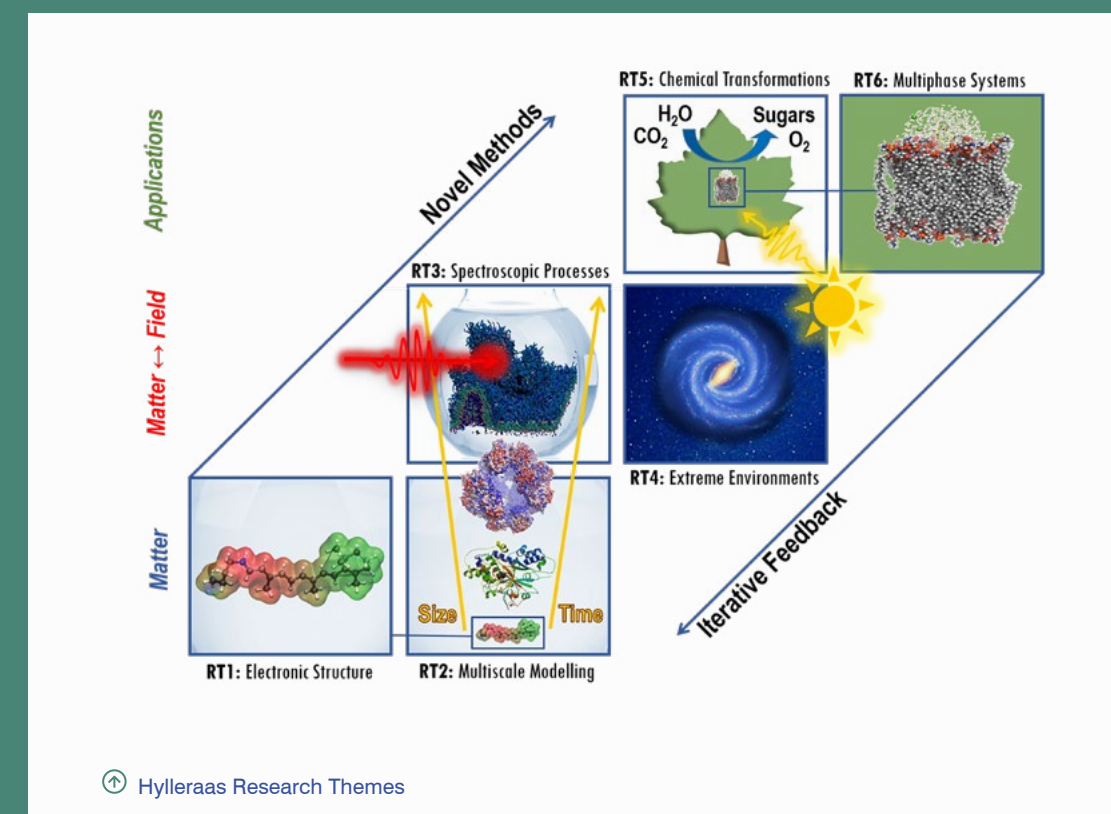 RT5: Chemical Transformations
RT6: Multiphase Systems
Applications
Novel Methods
H₂O
CO₂
Sugars
O₂
Matter ↔ Field
RT3: Spectroscopic Processes
RT4: Extreme Environments
Iterative Feedback
Matter
Size
Time
RT1: Electronic Structure
RT2: Multiscale Modelling
Hylleraas Research Themes